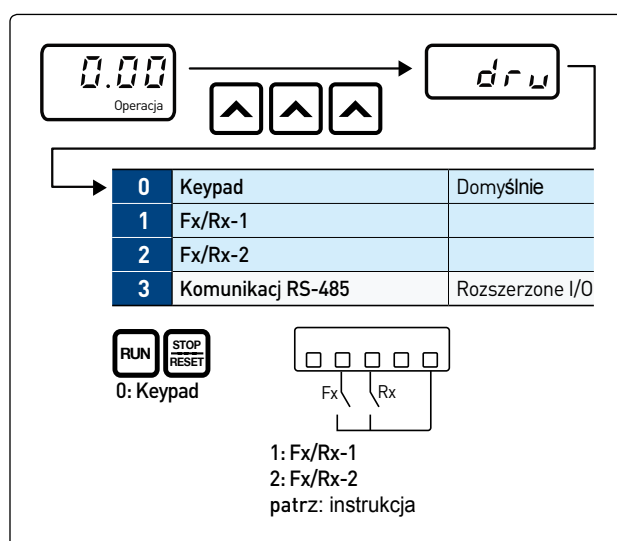 0.00
Operacja
drv
0 Keypad Domyślnie
1 Fx/Rx-1
2 Fx/Rx-2
3 Komunikacj RS-485 Rozszerzone I/O
RUN STOP RESET
0: Keypad
Fx Rx
1: Fx/Rx-1
2: Fx/Rx-2
patrz: instrukcja